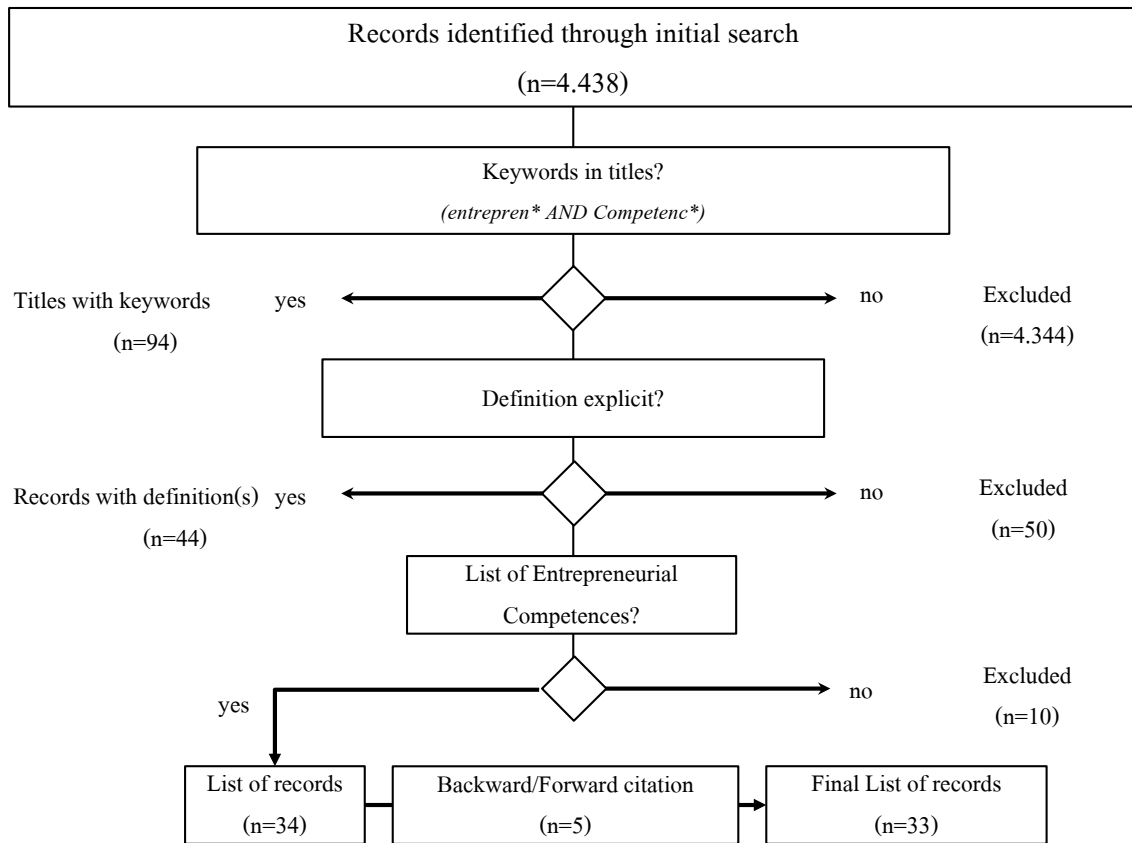 Records identified through initial search
(n=4.438)
Keywords in titles?
(entrepren* AND Competenc*)
Titles with keywords
(n=94)
yes
no
Excluded
(n=4.344)
Definition explicit?
Records with definition(s)
(n=44)
yes
no
Excluded
(n=50)
List of Entrepreneurial
Competences?
yes
no
Excluded
(n=10)
List of records
(n=34)
Backward/Forward citation
(n=5)
Final List of records
(n=33)